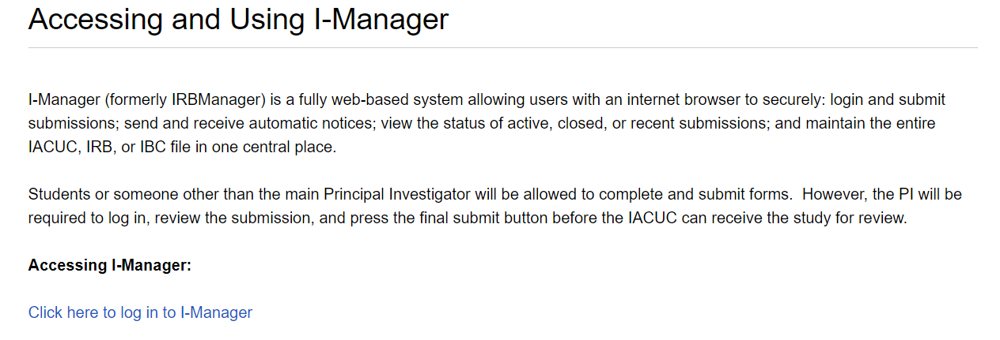 Accessing and Using I-Manager
I-Manager (formerly IRBManager) is a fully web-based system allowing users with an internet browser to securely: login and submit
submissions; send and receive automatic notices; view the status of active, closed, or recent submissions; and maintain the entire
IACUC, IRB, or IBC file in one central place.
Students or someone other than the main Principal Investigator will be allowed to complete and submit forms.  However, the PI will be
required to log in, review the submission, and press the final submit button before the IACUC can receive the study for review.
Accessing I-Manager:
Click here to log in to I-Manager